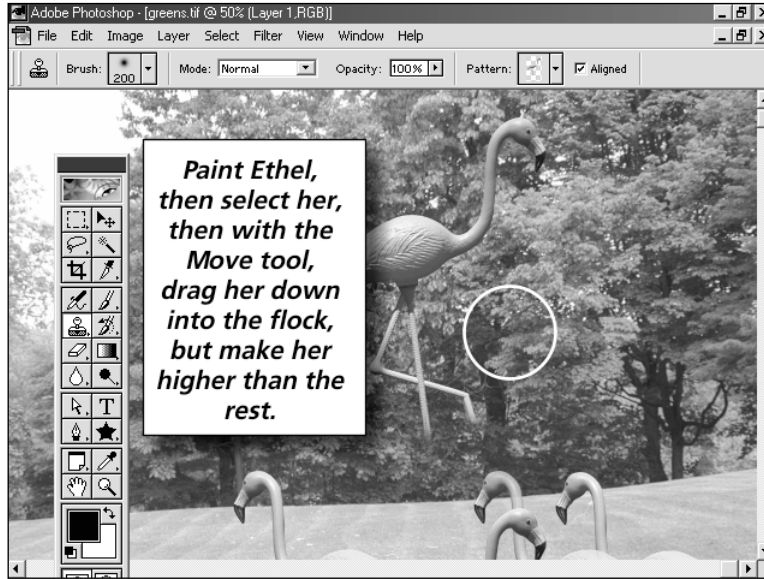 Adobe Photoshop - [greens.tif @ 50% (Layer 1,RGB)]
File Edit Image Layer Select Filter View Window Help
Brush: 200 Mode: Normal Opacity: 100% Pattern: Aligned
Paint Ethel,
then select her,
then with the
Move tool,
drag her down
into the flock,
but make her
higher than the
rest.
T